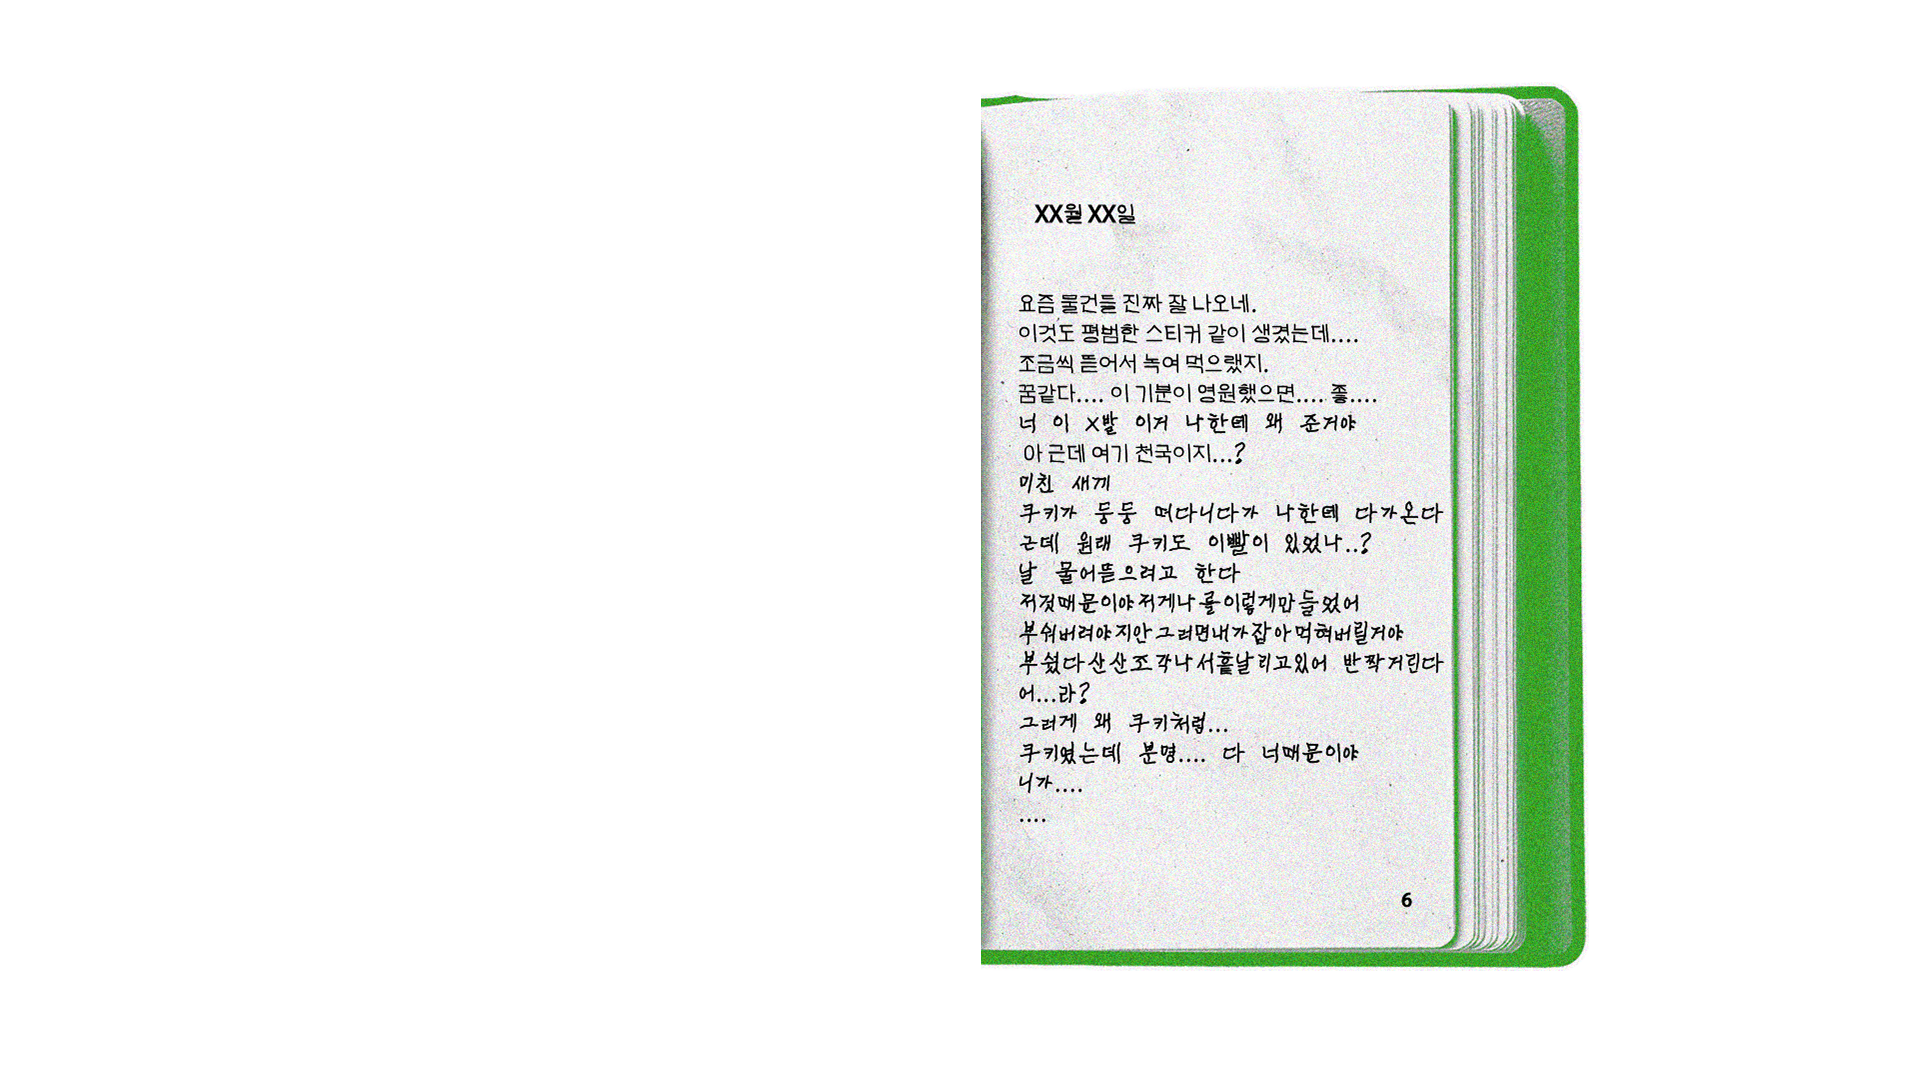 XX월 XX일
요즘 물건들 진짜 잘 나오네.
이것도 평범한 스티커 같이 생겼는데....
조금씩 뜯어서 녹여 먹으랬지.
꿈같다.... 이 기분이 영원했으면.... 좋....
너 이 X발 이거 나한테 왜 준거야
아 근데 여기 천국이지...?
미친 새끼
쿠키가 둥둥 떠다니다가 나한테 다가온다
근데 원래 쿠키도 이빨이 있었나..?
날 물어뜯으려고 한다
저것때문이야저게나를이렇게만들었어
부숴버려야지안그러면내가잡아먹혀버릴거야
부쉈다산산조각나서흩날리고있어 반짝거린다
어...라?
그러게 왜 쿠키처럼...
쿠키였는데 분명.... 다 너때문이야
니가....
....
6